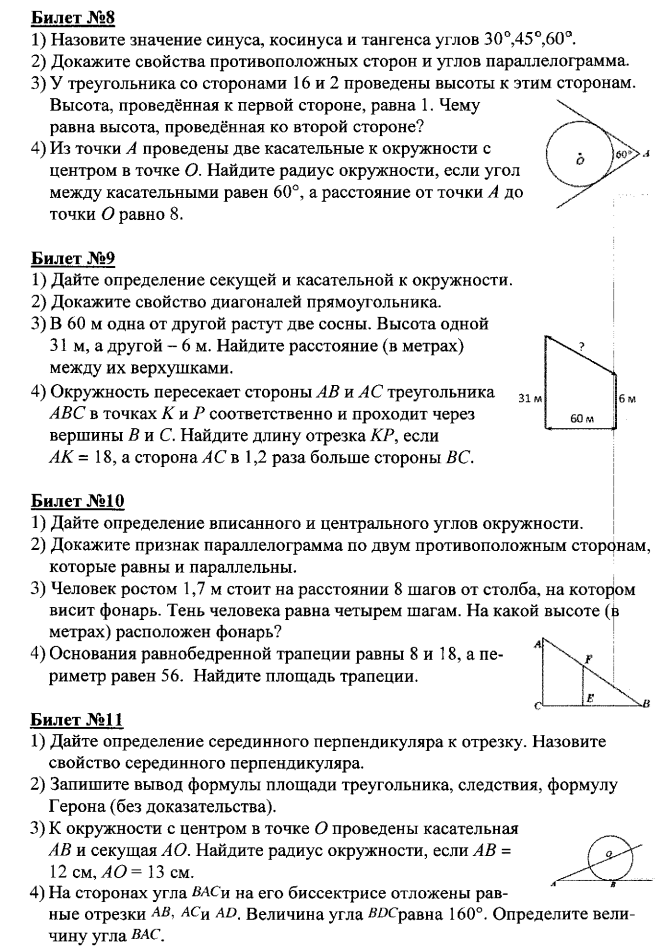 Билет №8
1) Назовите значение синуса, косинуса и тангенса углов 30°,45°,60°.
2) Докажите свойства противоположных сторон и углов параллелограмма.
3) У треугольника со сторонами 16 и 2 проведены высоты к этим сторонам.
Высота, проведённая к первой стороне, равна 1. Чему
равна высота, проведённая ко второй стороне?
4) Из точки A проведены две касательные к окружности с
центром в точке O. Найдите радиус окружности, если угол
между касательными равен 60°, а расстояние от точки A до
точки O равно 8.
O 60° A
Билет №9
1) Дайте определение секущей и касательной к окружности.
2) Докажите свойство диагоналей прямоугольника.
3) В 60 м одна от другой растут две сосны. Высота одной
31 м, а другой – 6 м. Найдите расстояние (в метрах)
между их верхушками.
?
31 м 6 м
60 м
4) Окружность пересекает стороны AB и AC треугольника
ABC в точках K и P соответственно и проходит через
вершины B и C. Найдите длину отрезка KP, если
AK = 18, а сторона AC в 1,2 раза больше стороны BC.
Билет №10
1) Дайте определение вписанного и центрального углов окружности.
2) Докажите признак параллелограмма по двум противоположным сторонам,
которые равны и параллельны.
3) Человек ростом 1,7 м стоит на расстоянии 8 шагов от столба, на котором
висит фонарь. Тень человека равна четырем шагам. На какой высоте (в
метрах) расположен фонарь?
4) Основания равнобедренной трапеции равны 8 и 18, а пе-
риметр равен 56. Найдите площадь трапеции.
A
F
C E B
Билет №11
1) Дайте определение серединного перпендикуляра к отрезку. Назовите
свойство серединного перпендикуляра.
2) Запишите вывод формулы площади треугольника, следствия, формулу
Герона (без доказательства).
3) К окружности с центром в точке O проведены касательная
AB и секущая AO. Найдите радиус окружности, если AB =
12 см, AO = 13 см.
O
A B
4) На сторонах угла BACи на его биссектрисе отложены рав-
ные отрезки AB, ACи AD. Величина угла BDCравна 160°. Определите вели-
чину угла BAC.